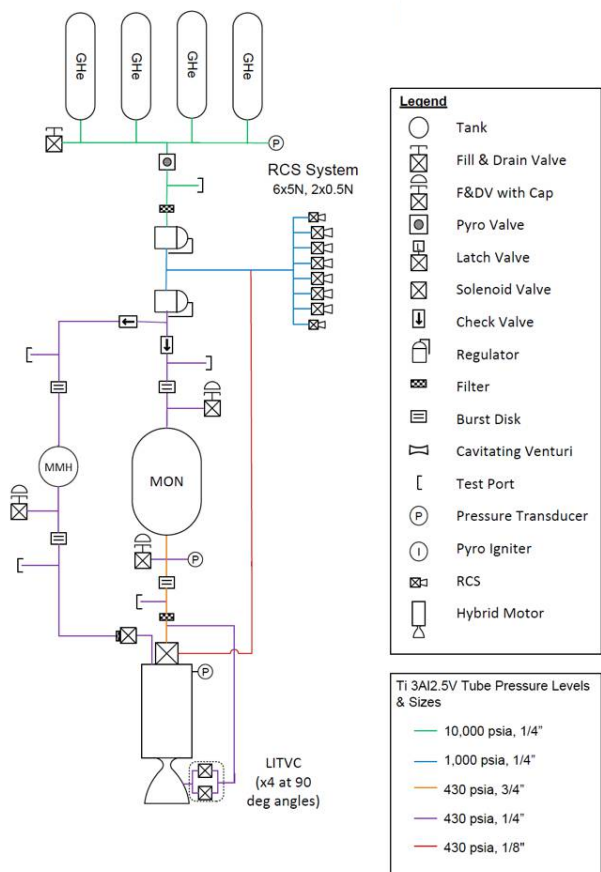 GHe
GHe
GHe
GHe
P
RCS System
6x5N, 2x0.5N
MMH
MON
P
P
LITVC
(x4 at 90
deg angles)
Legend
Tank
Fill & Drain Valve
F&DV with Cap
Pyro Valve
L
Latch Valve
Solenoid Valve
Check Valve
Regulator
Filter
Burst Disk
Cavitating Venturi
Test Port
P
Pressure Transducer
I
Pyro Igniter
RCS
Hybrid Motor
Ti 3Al2.5V Tube Pressure Levels
& Sizes
10,000 psia, 1/4"
1,000 psia, 1/4"
430 psia, 3/4"
430 psia, 1/4"
430 psia, 1/8"